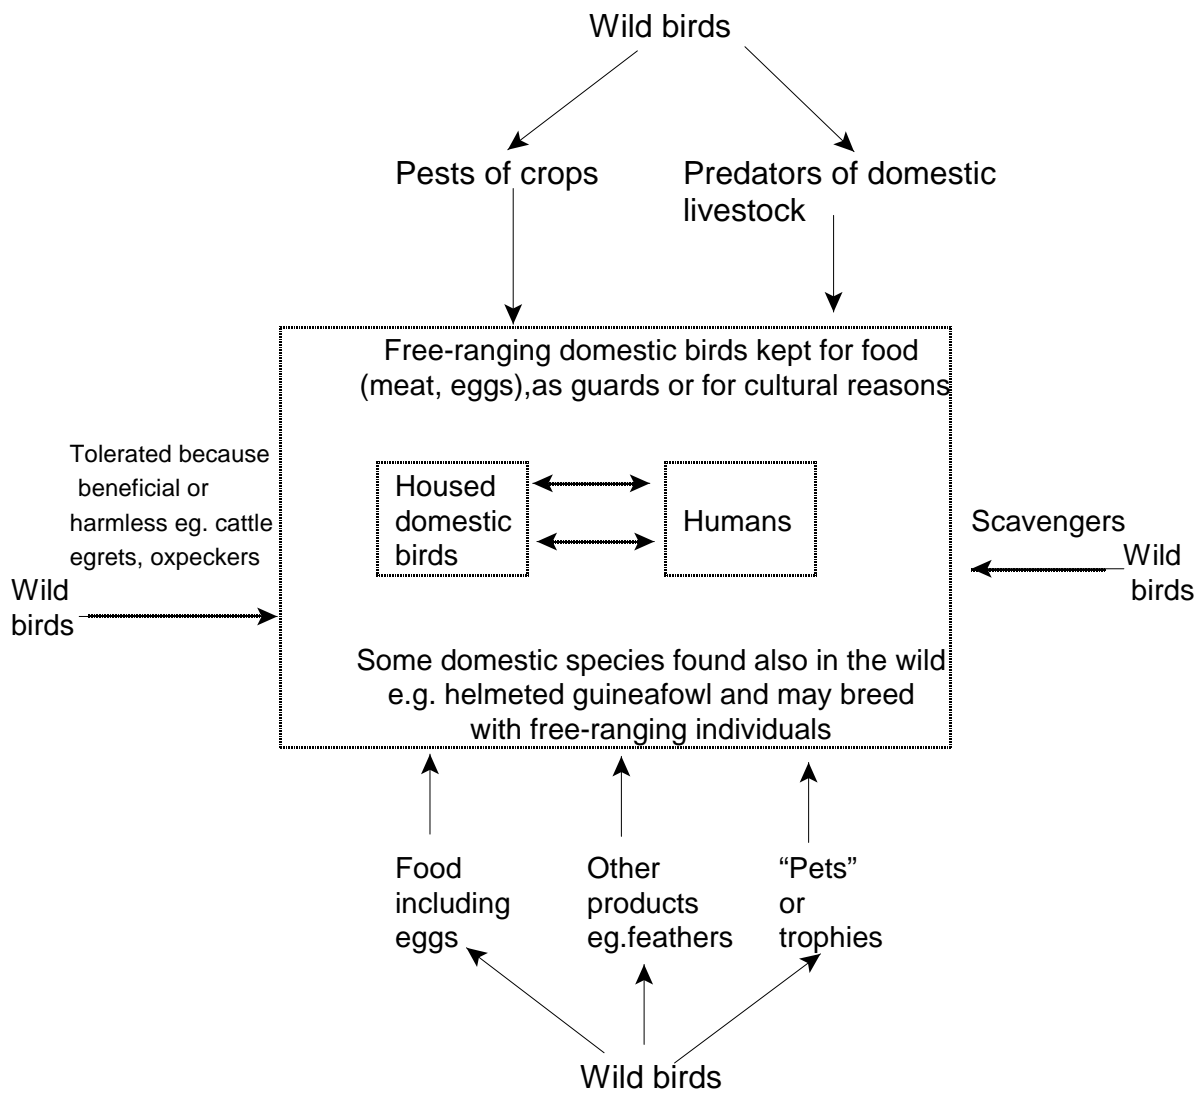 Wild birds
Pests of crops
Predators of domestic
livestock
Free-ranging domestic birds kept for food
(meat, eggs),as guards or for cultural reasons
Tolerated because
beneficial or
harmless eg. cattle
egrets, oxpeckers
Wild
birds
Housed
domestic
birds
Humans
Scavengers
Wild
birds
Some domestic species found also in the wild
e.g. helmeted guineafowl and may breed
with free-ranging individuals
Food
including
eggs
Other
products
eg.feathers
“Pets”
or
trophies
Wild birds